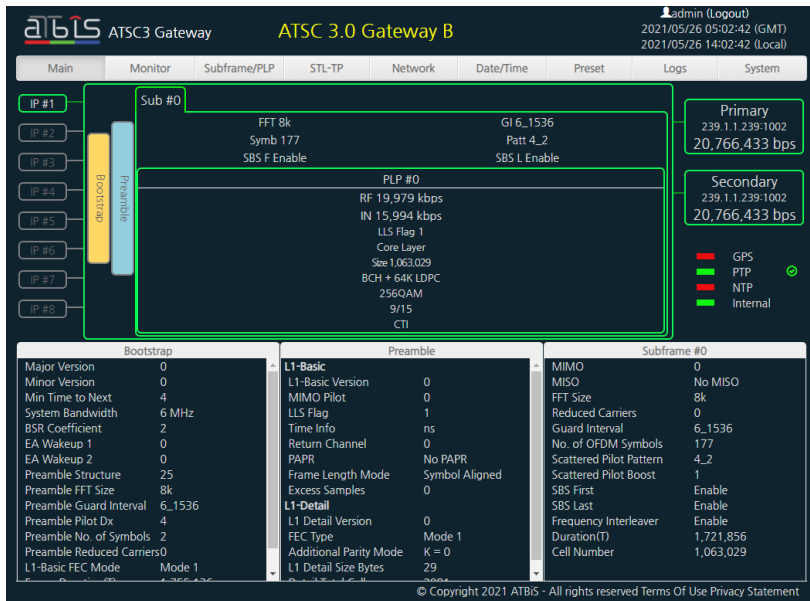 ATBiS ATSC3 Gateway
ATSC 3.0 Gateway B
admin (Logout)
2021/05/26 05:02:42 (GMT)
2021/05/26 14:02:42 (Local)
Main Monitor Subframe/PLP STL-TP Network Date/Time Preset Logs System
IP #1
IP #2
IP #3
IP #4
IP #5
IP #6
IP #7
IP #8
Bootstrap
Preamble
Sub #0
FFT 8k GI 6_1536
Symb 177 Patt 4_2
SBS F Enable SBS L Enable
PLP #0
RF 19,979 kbps
IN 15,994 kbps
LLS Flag 1
Core Layer
Size 1,063,029
BCH + 64K LDPC
256QAM
9/15
CTI
Primary
239.1.1.239:1002
20,766,433 bps
Secondary
239.1.1.239:1002
20,766,433 bps
GPS
PTP
NTP
Internal
Bootstrap
Major Version 0
Minor Version 0
Min Time to Next 4
System Bandwidth 6 MHz
BSR Coefficient 2
EA Wakeup 1 0
EA Wakeup 2 0
Preamble Structure 25
Preamble FFT Size 8k
Preamble Guard Interval 6_1536
Preamble Pilot Dx 4
Preamble No. of Symbols 2
Preamble Reduced Carriers0
L1-Basic FEC Mode Mode 1
Preamble
L1-Basic
L1-Basic Version 0
MIMO Pilot 0
LLS Flag 1
Time Info ns
Return Channel 0
PAPR No PAPR
Frame Length Mode Symbol Aligned
Excess Samples 0
L1-Detail
L1 Detail Version 0
FEC Type Mode 1
Additional Parity Mode K = 0
L1 Detail Size Bytes 29
Subframe #0
MIMO 0
MISO No MISO
FFT Size 8k
Reduced Carriers 0
Guard Interval 6_1536
No. of OFDM Symbols 177
Scattered Pilot Pattern 4_2
Scattered Pilot Boost 1
SBS First Enable
SBS Last Enable
Frequency Interleaver Enable
Duration(T) 1,721,856
Cell Number 1,063,029
© Copyright 2021 ATBiS - All rights reserved Terms Of Use Privacy Statement